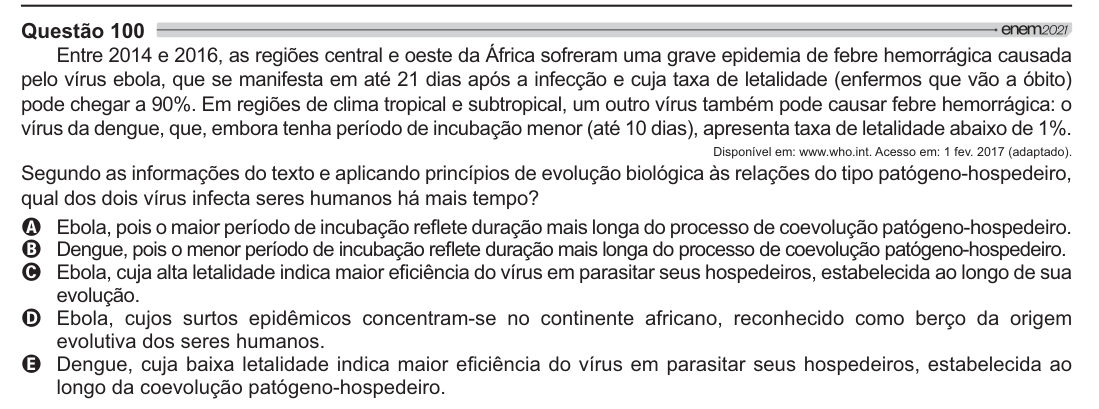 Questão 100
enem2021
Entre 2014 e 2016, as regiões central e oeste da África sofreram uma grave epidemia de febre hemorrágica causada
pelo vírus ebola, que se manifesta em até 21 dias após a infecção e cuja taxa de letalidade (enfermos que vão a óbito)
pode chegar a 90%. Em regiões de clima tropical e subtropical, um outro vírus também pode causar febre hemorrágica: o
vírus da dengue, que, embora tenha período de incubação menor (até 10 dias), apresenta taxa de letalidade abaixo de 1%.
Disponível em: www.who.int. Acesso em: 1 fev. 2017 (adaptado).
Segundo as informações do texto e aplicando princípios de evolução biológica às relações do tipo patógeno-hospedeiro,
qual dos dois vírus infecta seres humanos há mais tempo?
A Ebola, pois o maior período de incubação reflete duração mais longa do processo de coevolução patógeno-hospedeiro.
B Dengue, pois o menor período de incubação reflete duração mais longa do processo de coevolução patógeno-hospedeiro.
C Ebola, cuja alta letalidade indica maior eficiência do vírus em parasitar seus hospedeiros, estabelecida ao longo de sua
evolução.
D Ebola, cujos surtos epidêmicos concentram-se no continente africano, reconhecido como berço da origem
evolutiva dos seres humanos.
E Dengue, cuja baixa letalidade indica maior eficiência do vírus em parasitar seus hospedeiros, estabelecida ao
longo da coevolução patógeno-hospedeiro.